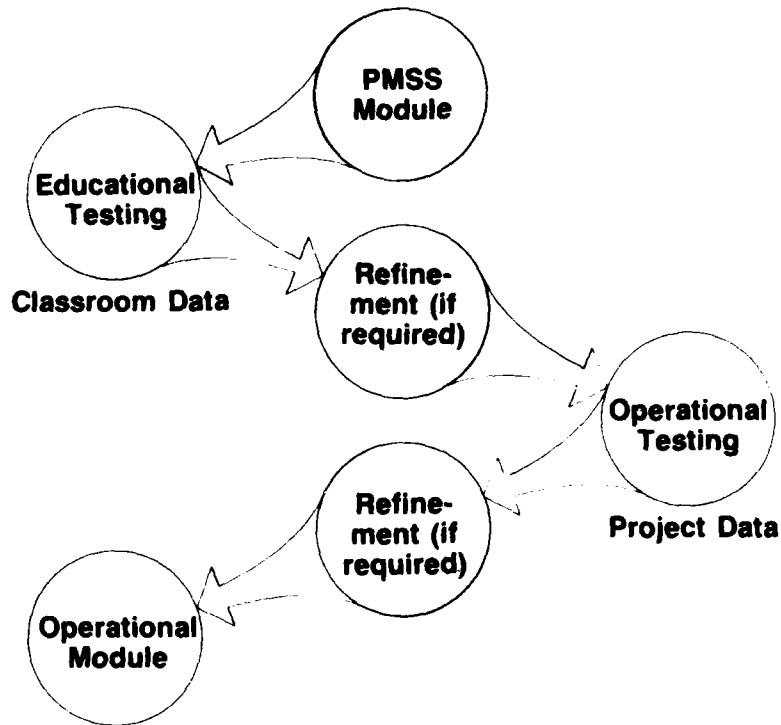 PMSS
Module
Educational
Testing
Classroom Data
Refine-
ment (if
required)
Operational
Testing
Project Data
Refine-
ment (if
required)
Operational
Module